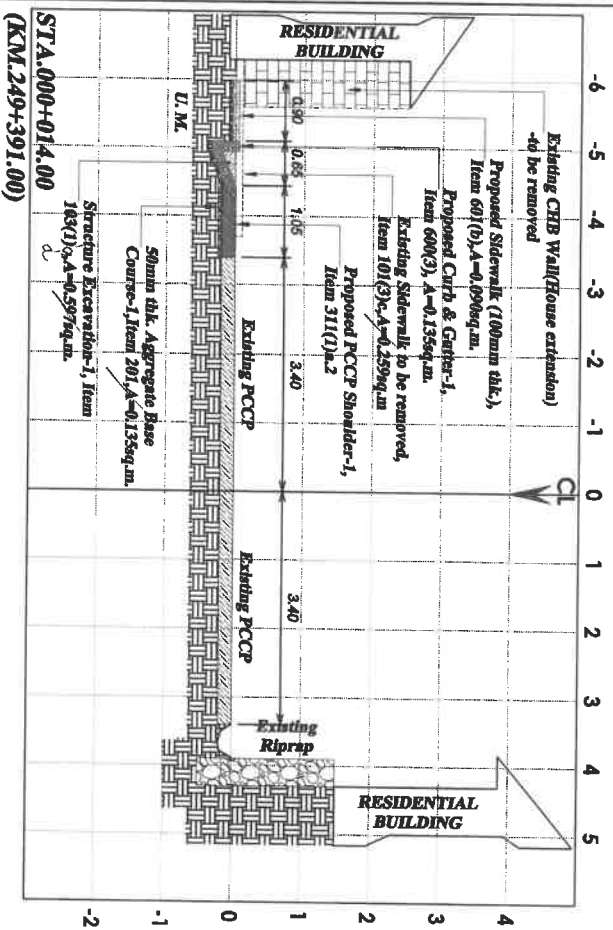 -6 -5 -4 -3 -2 -1 0 1 2 3 4 5
CL
4
3
2
1
0
-1
-2
RESIDENTIAL
BUILDING
Existing CHB Wall(House extension)
-to be removed
Proposed Sidewalk (100mm thk.),
Item 601(b),A=0.090sq.m.
Proposed Curb & Gutter-1,
Item 600(3), A=0.135sq.m.
Existing Sidewalk to be removed,
Item 101(3)c,A=0.259sq.m
Proposed PCCP Shoulder-1,
Item 311(1)a.2
0.90
0.66
1.05
3.40
3.40
Existing PCCP
Existing PCCP
Existing
Riprap
RESIDENTIAL
BUILDING
U. M.
50mm thk. Aggregate Base
Course-1,Item 201,A=0.135sq.m.
Structure Excavation-1, Item
103(1)a,A=0.597sq.m.
a
STA.000+014.00
(KM.249+391.00)